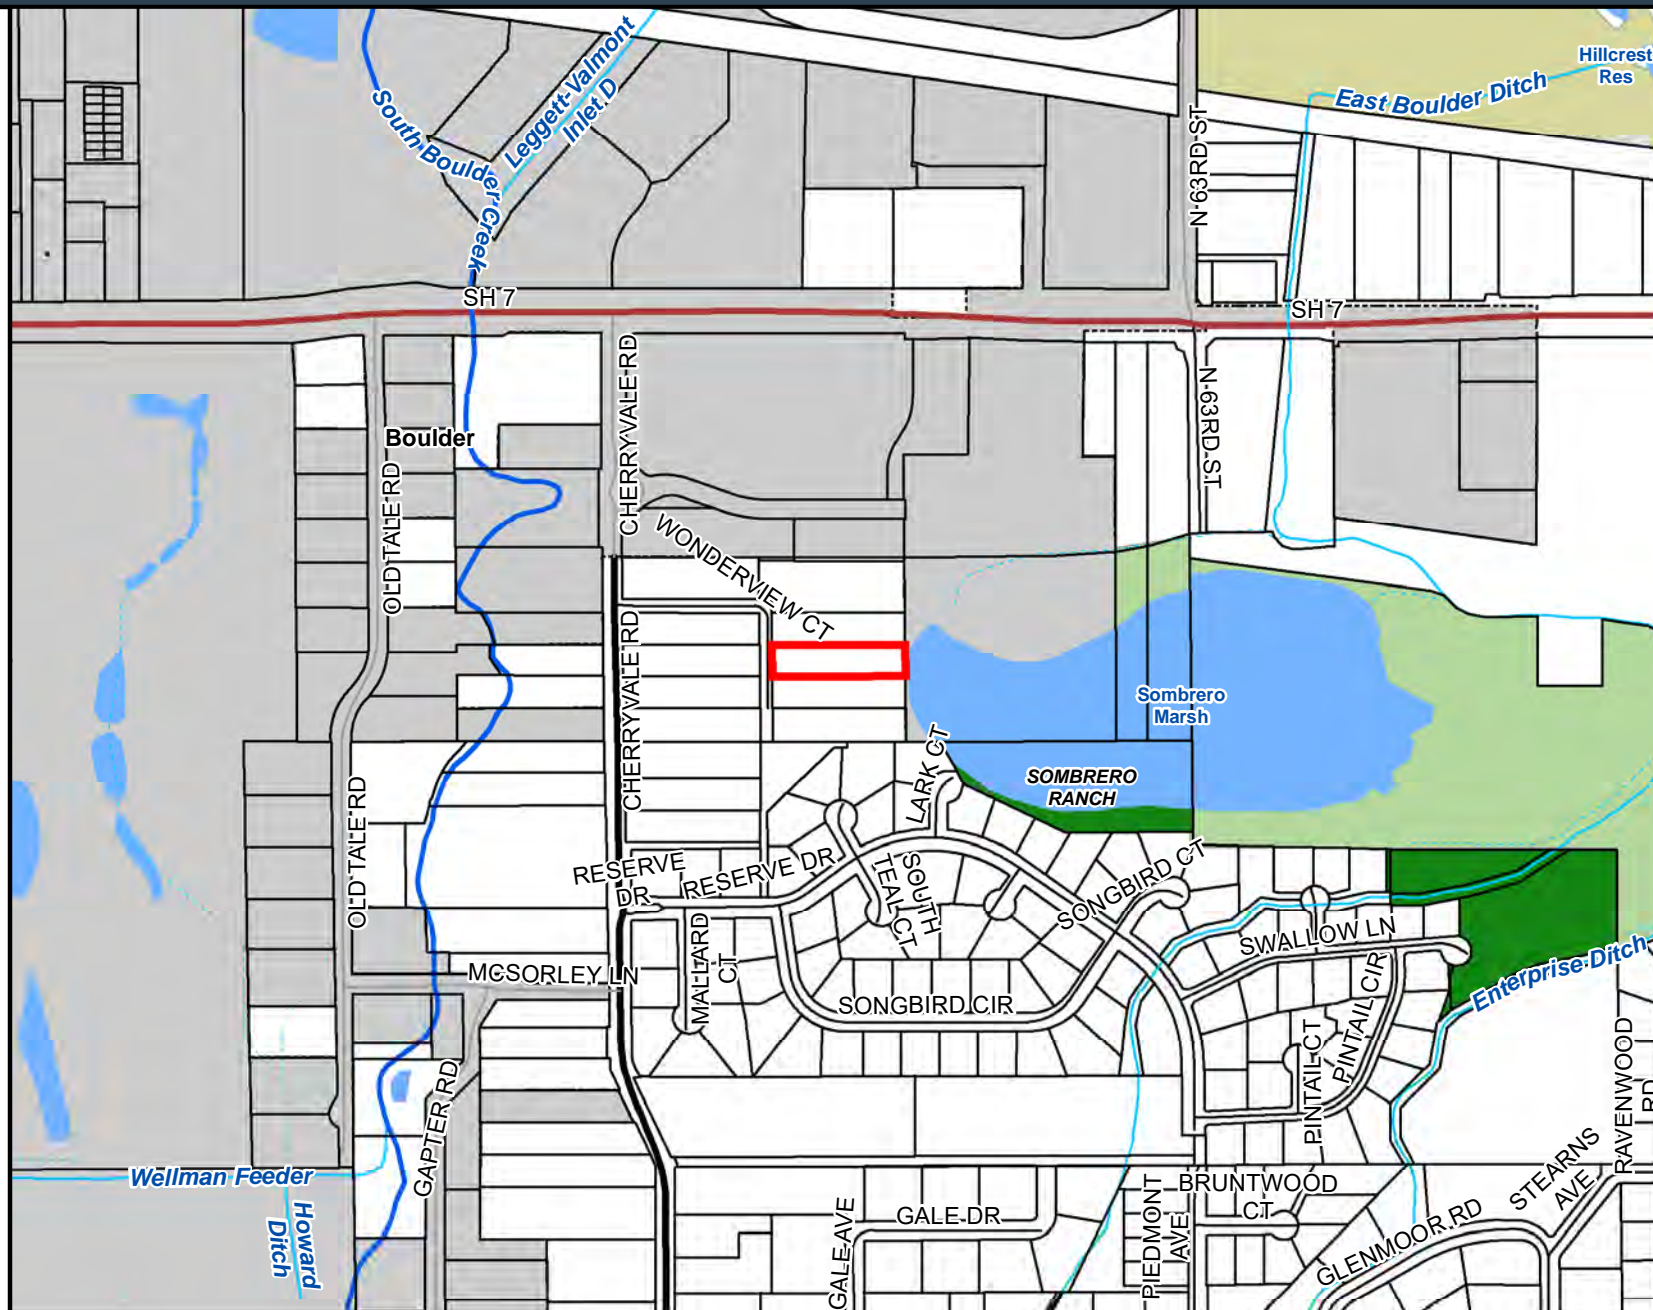 Hillcrest
Res
East Boulder Ditch
Leggett-Valmont
Inlet D
South Boulder Creek
N 63RD ST
SH 7
SH 7
CHERRYVALE RD
N 63RD ST
Boulder
OLD TALE RD
WONDERVIEW CT
CHERRYVALE RD
Sombrero
Marsh
LARK CT
SOMBRERO
RANCH
OLD TALE RD
RESERVE
DR
RESERVE DR
SOUTH
TEAL CT
SONGBIRD CT
SWALLOW LN
MALLARD
CT
MCSORLEY LN
SONGBIRD CIR
Enterprise Ditch
PINTAIL CIR
PINTAIL CT
RAVENWOOD
RD
GAPTER RD
Wellman Feeder
Howard
Ditch
GALE AVE
GALE DR
PIEDMONT
AVE
BRUNTWOOD
CT
GLENMOOR RD
STEARNS
AVE